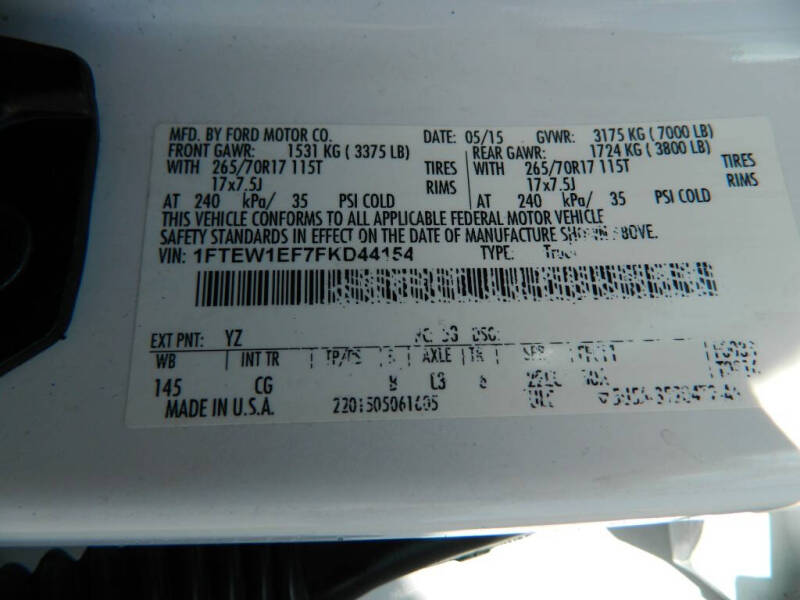 MFD. BY FORD MOTOR CO. DATE: 05/15 GVWR: 3175 KG ( 7000 LB)
FRONT GAWR: 1531 KG ( 3375 LB) REAR GAWR: 1724 KG ( 3800 LB)
WITH 265/70R17 115T TIRES WITH 265/70R17 115T TIRES
17x7.5J RIMS 17x7.5J RIMS
AT 240 kPa/ 35 PSI COLD AT 240 kPa/ 35 PSI COLD
THIS VEHICLE CONFORMS TO ALL APPLICABLE FEDERAL MOTOR VEHICLE
SAFETY STANDARDS IN EFFECT ON THE DATE OF MANUFACTURE SHOWN ABOVE.
VIN: 1FTEW1EF7FKD44154 TYPE:
EXT PNT: YZ DSO:
WB INT TR AXLE
145 CG
MADE IN U.S.A.